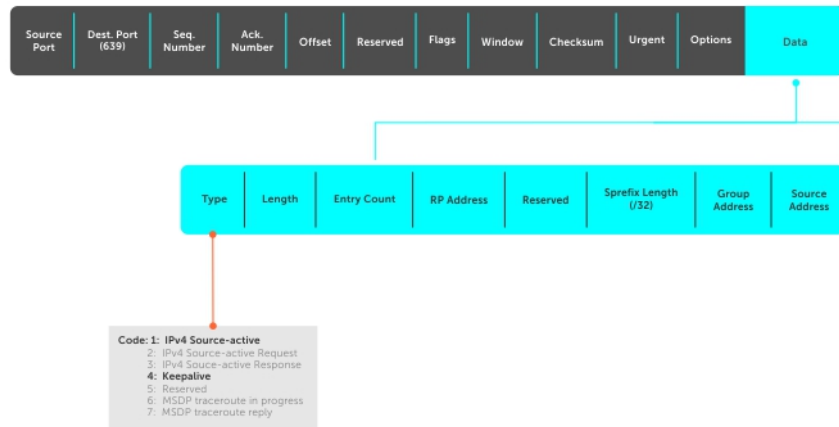 Source
Port
Dest. Port
(639)
Seq.
Number
Ack.
Number
Offset
Reserved
Flags
Window
Checksum
Urgent
Options
Data
Type
Length
Entry Count
RP Address
Reserved
Sprefix Length
(/32)
Group
Address
Source
Address
Code: 1: IPv4 Source-active
2: IPv4 Source-active Request
3: IPv4 Souce-active Response
4: Keepalive
5: Reserved
6: MSDP traceroute in progress
7: MSDP traceroute reply